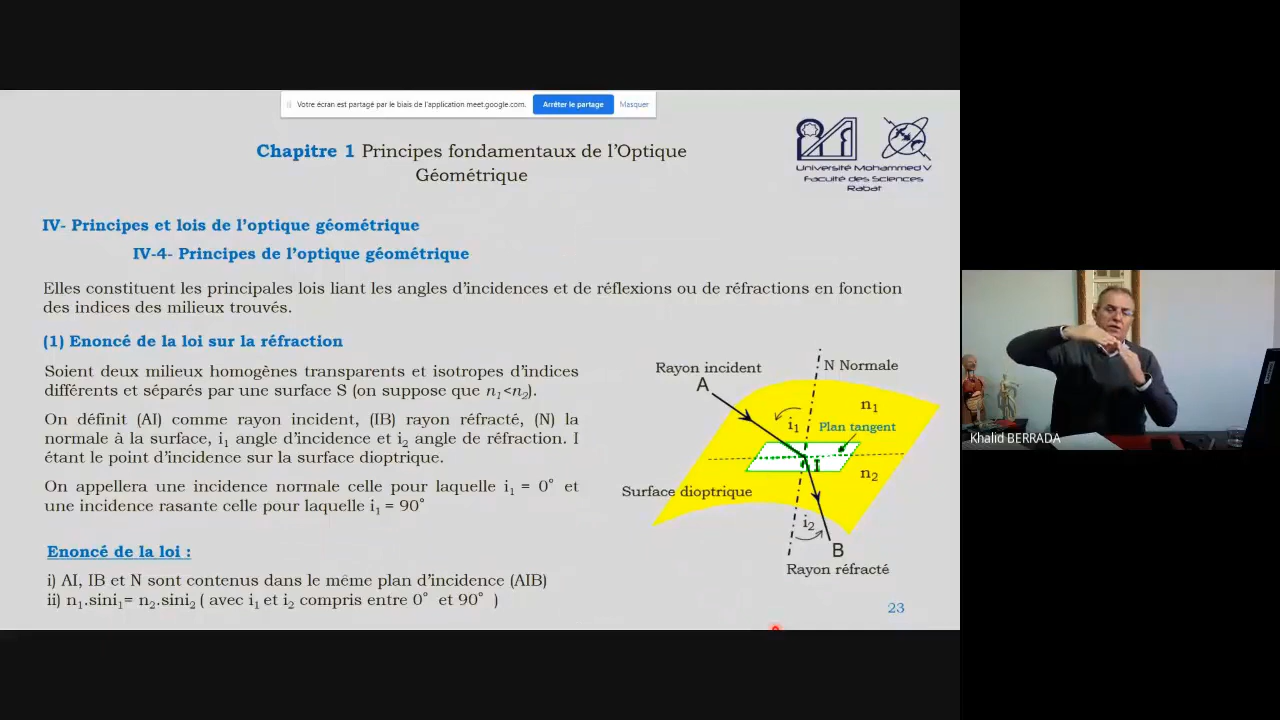 Votre écran est partagé par le biais de l'application meet.google.com.
Arrêter le partage
Masquer
Chapitre 1 Principes fondamentaux de l'Optique
Géométrique
Université Mohammed V
Faculté des Sciences
Rabat
IV- Principes et lois de l'optique géométrique
IV-4- Principes de l'optique géométrique
Elles constituent les principales lois liant les angles d'incidences et de réflexions ou de réfractions en fonction
des indices des milieux trouvés.
(1) Enoncé de la loi sur la réfraction
Soient deux milieux homogènes transparents et isotropes d'indices
différents et séparés par une surface S (on suppose que n₁<n₂).
On définit (AI) comme rayon incident, (IB) rayon réfracté, (N) la
normale à la surface, i₁ angle d'incidence et i₂ angle de réfraction. I
étant le point d'incidence sur la surface dioptrique.
On appellera une incidence normale celle pour laquelle i₁ = 0° et
une incidence rasante celle pour laquelle i₁ = 90°
Enoncé de la loi :
i) AI, IB et N sont contenus dans le même plan d'incidence (AIB)
ii) n₁.sini₁= n₂.sini₂ ( avec i₁ et i₂ compris entre 0° et 90° )
Rayon incident
A
N Normale
n₁
i₁
Plan tangent
I
n₂
Surface dioptrique
i₂
B
Rayon réfracté
23
Khalid BERRADA